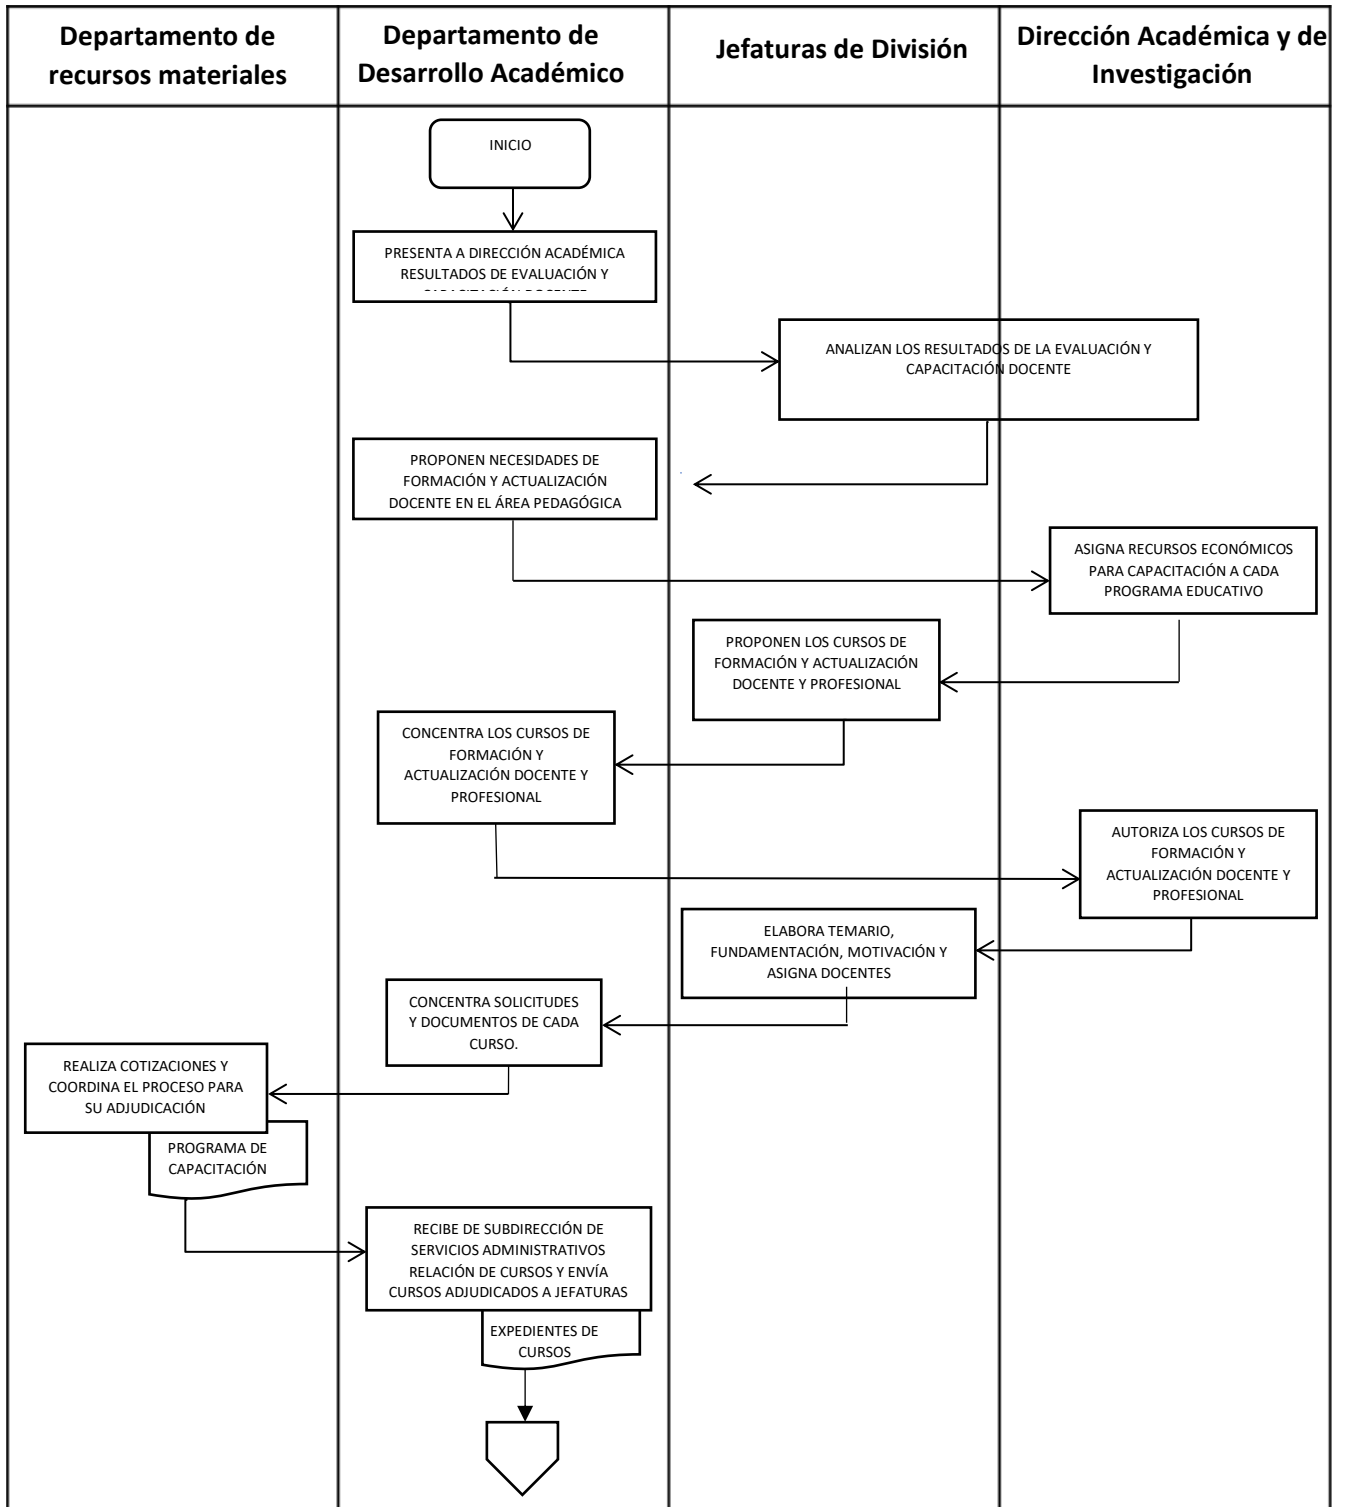 Departamento de
recursos materiales
Departamento de
Desarrollo Académico
Jefaturas de División
Dirección Académica y de
Investigación
INICIO
PRESENTA A DIRECCIÓN ACADÉMICA
RESULTADOS DE EVALUACIÓN Y
ANALIZAN LOS RESULTADOS DE LA EVALUACIÓN Y
CAPACITACIÓN DOCENTE
PROPONEN NECESIDADES DE
FORMACIÓN Y ACTUALIZACIÓN
DOCENTE EN EL ÁREA PEDAGÓGICA
ASIGNA RECURSOS ECONÓMICOS
PARA CAPACITACIÓN A CADA
PROGRAMA EDUCATIVO
PROPONEN LOS CURSOS DE
FORMACIÓN Y ACTUALIZACIÓN
DOCENTE Y PROFESIONAL
CONCENTRA LOS CURSOS DE
FORMACIÓN Y
ACTUALIZACIÓN DOCENTE Y
PROFESIONAL
AUTORIZA LOS CURSOS DE
FORMACIÓN Y
ACTUALIZACIÓN DOCENTE Y
PROFESIONAL
ELABORA TEMARIO,
FUNDAMENTACIÓN, MOTIVACIÓN Y
ASIGNA DOCENTES
CONCENTRA SOLICITUDES
Y DOCUMENTOS DE CADA
CURSO.
REALIZA COTIZACIONES Y
COORDINA EL PROCESO PARA
SU ADJUDICACIÓN
PROGRAMA DE
CAPACITACIÓN
RECIBE DE SUBDIRECCIÓN DE
SERVICIOS ADMINISTRATIVOS
RELACIÓN DE CURSOS Y ENVÍA
CURSOS ADJUDICADOS A JEFATURAS
EXPEDIENTES DE
CURSOS